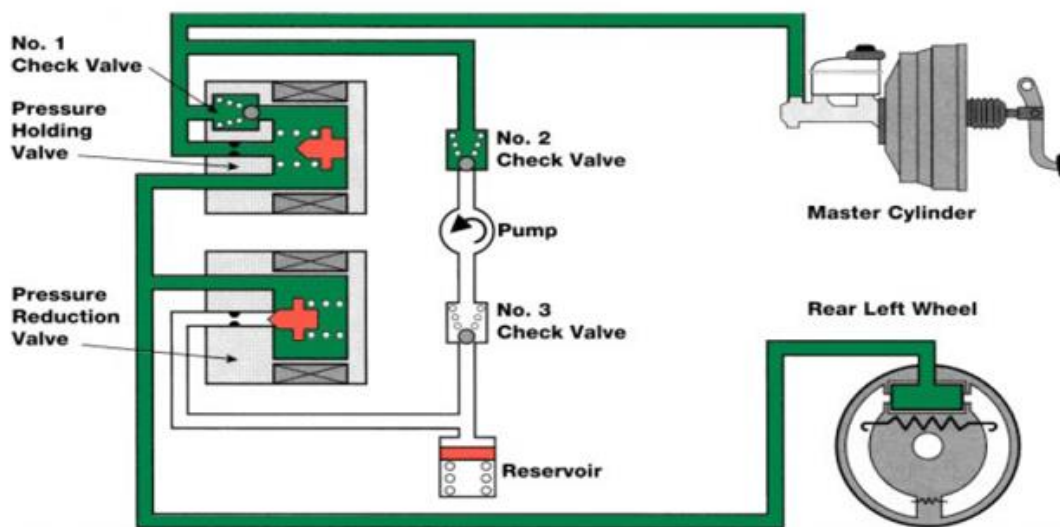 No. 1
Check Valve
Pressure
Holding
Valve
No. 2
Check Valve
Master Cylinder
Pump
Pressure
Reduction
Valve
No. 3
Check Valve
Rear Left Wheel
Reservoir